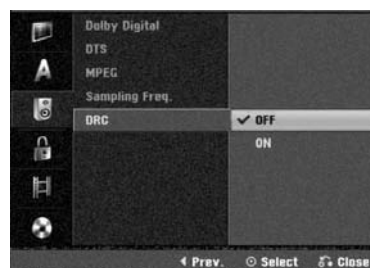 Dolby Digital
DTS
MPEG
Sampling Freq.
DRC
OFF
ON
A
Prev. Select Close